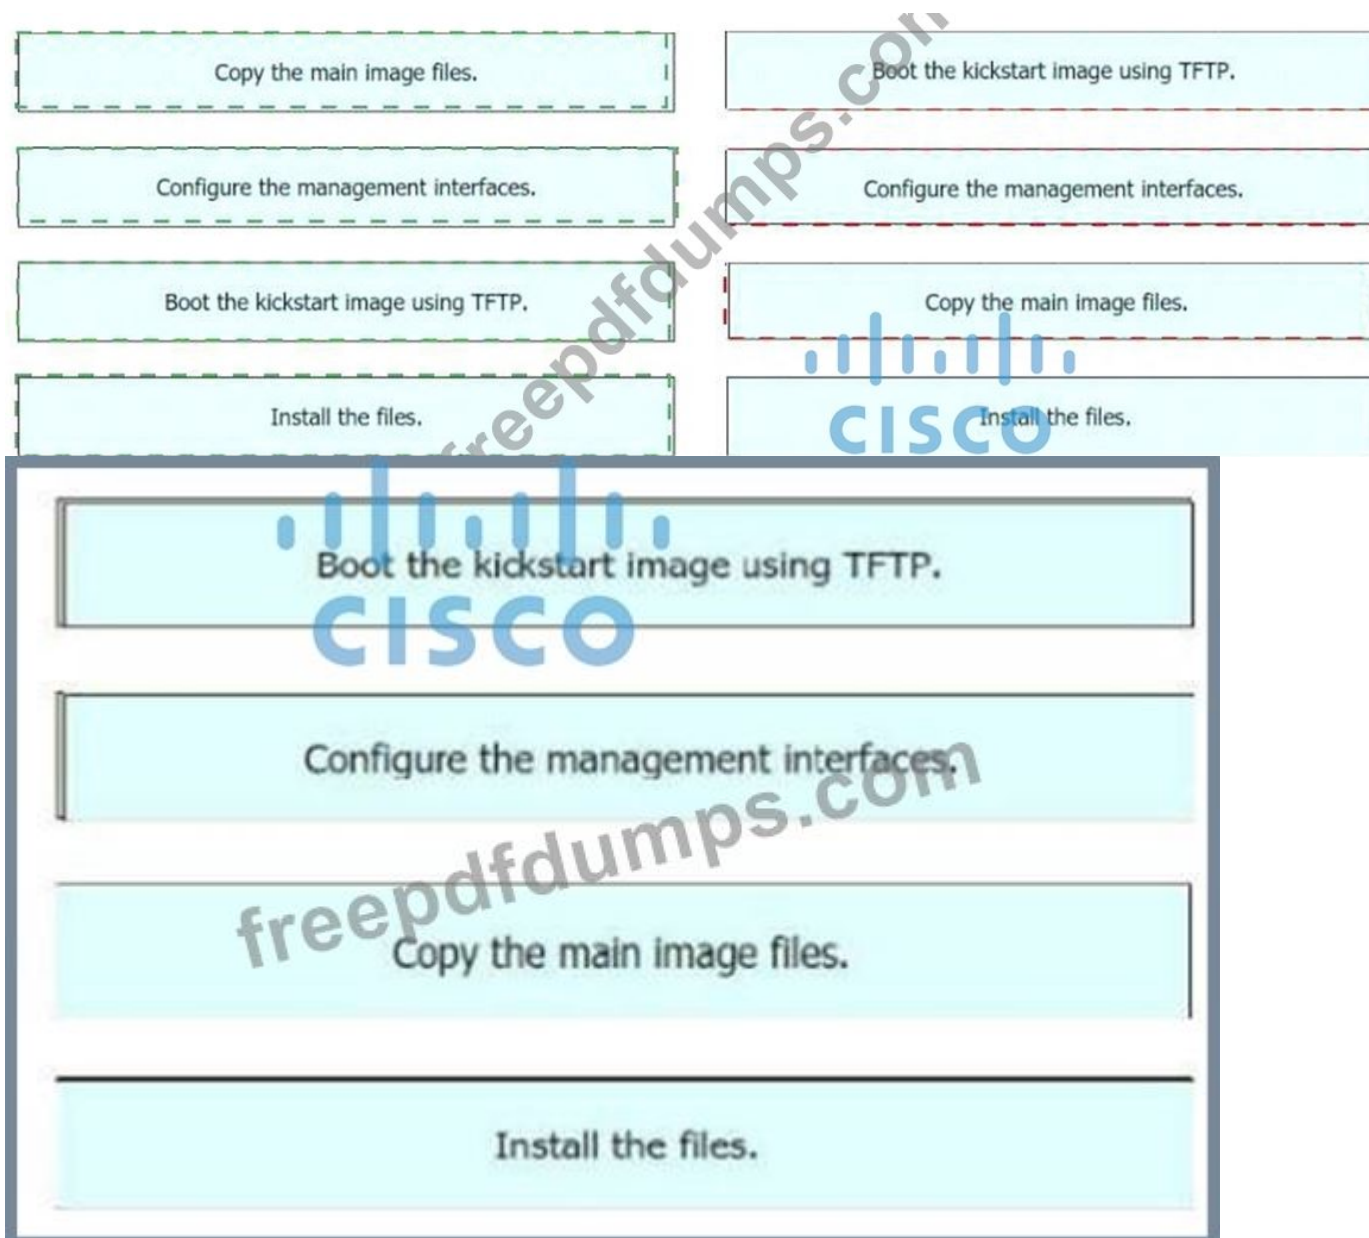 Copy the main image files.
Boot the kickstart image using TFTP.
Configure the management interfaces.
Configure the management interfaces.
Boot the kickstart image using TFTP.
Copy the main image files.
Install the files.
Install the files.
CISCO
freepdfdumps.com
Boot the kickstart image using TFTP.
CISCO
Configure the management interfaces.
freepdfdumps.com
Copy the main image files.
Install the files.